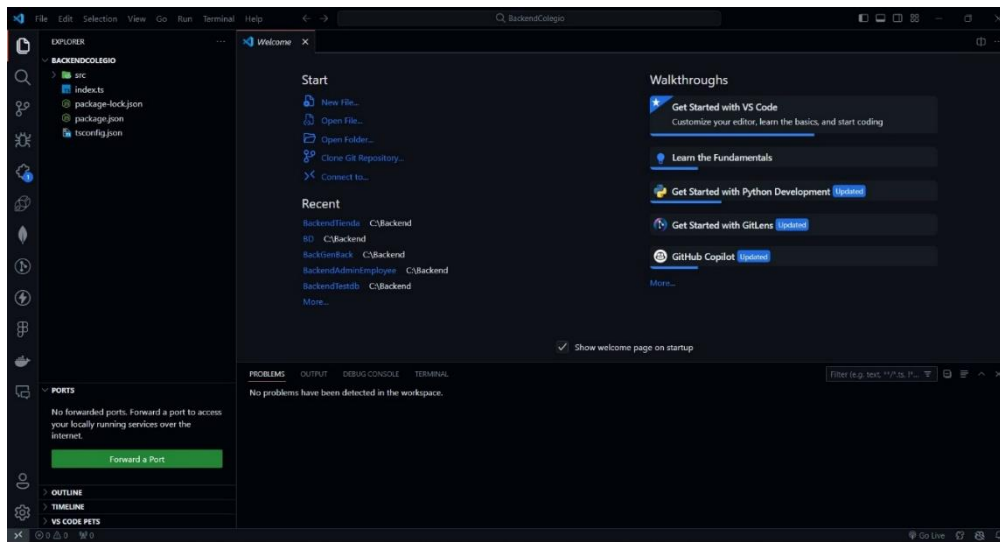 File Edit Selection View Go Run Terminal Help
BackendColegio
EXPLORER
BACKENDCOLEGIO
src
index.ts
package-lock.json
package.json
tsconfig.json
PORTS
No forwarded ports. Forward a port to access
your locally running services over the
internet.
Forward a Port
OUTLINE
TIMELINE
VS CODE PETS
Welcome
Start
New File...
Open File...
Open Folder...
Clone Git Repository...
Connect to...
Recent
BackendTienda C:\Backend
BD C:\Backend
BackGenBack C:\Backend
BackendAdminEmployee C:\Backend
BackendTestdb C:\Backend
More...
Walkthroughs
Get Started with VS Code
Customize your editor, learn the basics, and start coding
Learn the Fundamentals
Get Started with Python Development Updated
Get Started with GitLens Updated
GitHub Copilot Updated
More...
Show welcome page on startup
PROBLEMS OUTPUT DEBUG CONSOLE TERMINAL
Filter (e.g. text, **/*.ts, !*...
No problems have been detected in the workspace.
0 0 0
Go Live